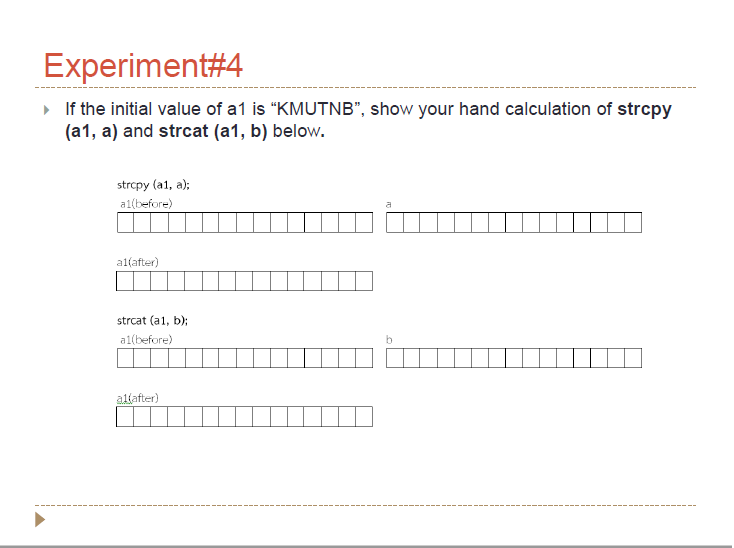 Experiment#4
If the initial value of a1 is “KMUTNB”, show your hand calculation of strcpy
(a1, a) and strcat (a1, b) below.
strcpy (a1, a);
a1(before) a
a1(after)
strcat (a1, b);
a1(before) b
a1(after)